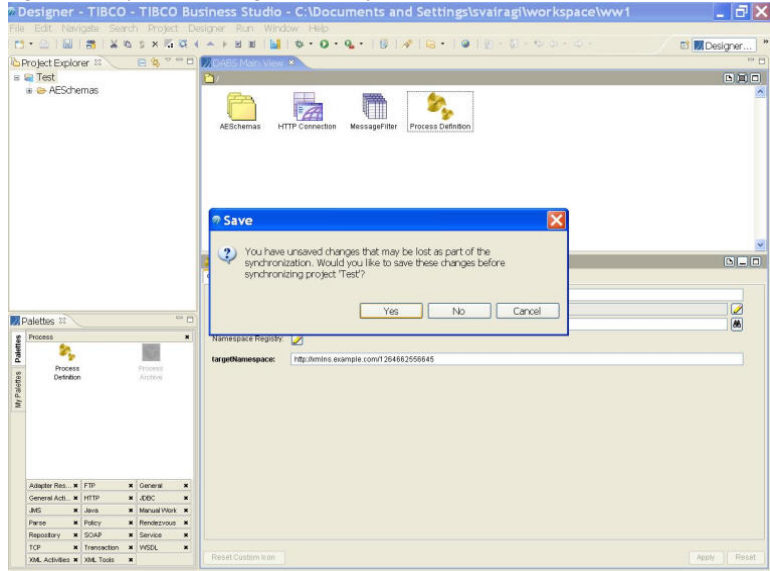 Designer - TIBCO - TIBCO Business Studio - C:\Documents and Settings\svairagi\workspace\ww1
File Edit Navigate Search Project Designer Run Window Help
Designer...
Project Explorer
Test
AESchemas
OABS Main View
/
AESchemas HTTP Connection MessageFilter Process Definition
Save
You have unsaved changes that may be lost as part of the
synchronization. Would you like to save these changes before
synchronizing project 'Test'?
Yes No Cancel
Namespace Registry:
targetNamespace: http://xmlns.example.com/1264662556645
Palettes
Palettes
My Palettes
Process
Process
Definition
Process
Archive
Adapter Res... FTP General
General Acti... HTTP JDBC
JMS Java Manual Work
Parse Policy Rendezvous
Repository SOAP Service
TCP Transaction WSDL
XML Activities XML Tools
Reset Custom Icon Apply Reset